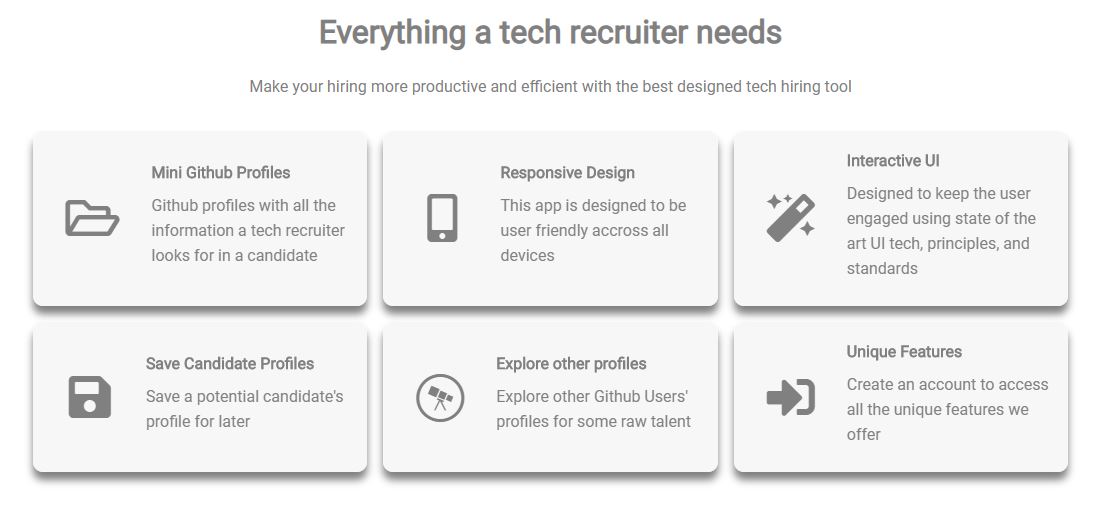 Everything a tech recruiter needs
Make your hiring more productive and efficient with the best designed tech hiring tool
Mini Github Profiles
Github profiles with all the
information a tech recruiter
looks for in a candidate
Responsive Design
This app is designed to be
user friendly accross all
devices
Interactive UI
Designed to keep the user
engaged using state of the
art UI tech, principles, and
standards
Save Candidate Profiles
Save a potential candidate's
profile for later
Explore other profiles
Explore other Github Users'
profiles for some raw talent
Unique Features
Create an account to access
all the unique features we
offer